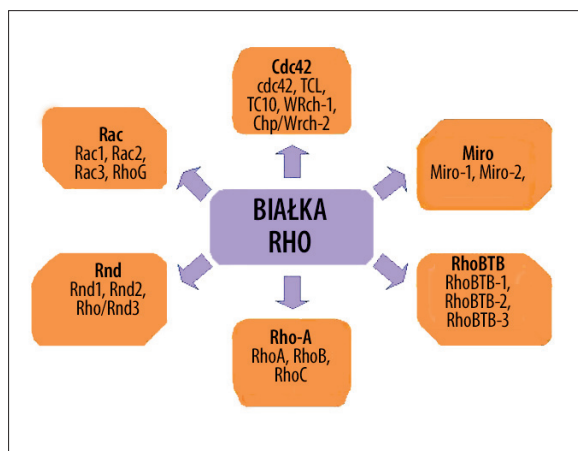 Cdc42
cdc42, TCL,
TC10, WRch-1,
Chp/Wrch-2
Rac
Rac1, Rac2,
Rac3, RhoG
Miro
Miro-1, Miro-2,
BIAŁKA
RHO
Rnd
Rnd1, Rnd2,
Rho/Rnd3
RhoBTB
RhoBTB-1,
RhoBTB-2,
RhoBTB-3
Rho-A
RhoA, RhoB,
RhoC